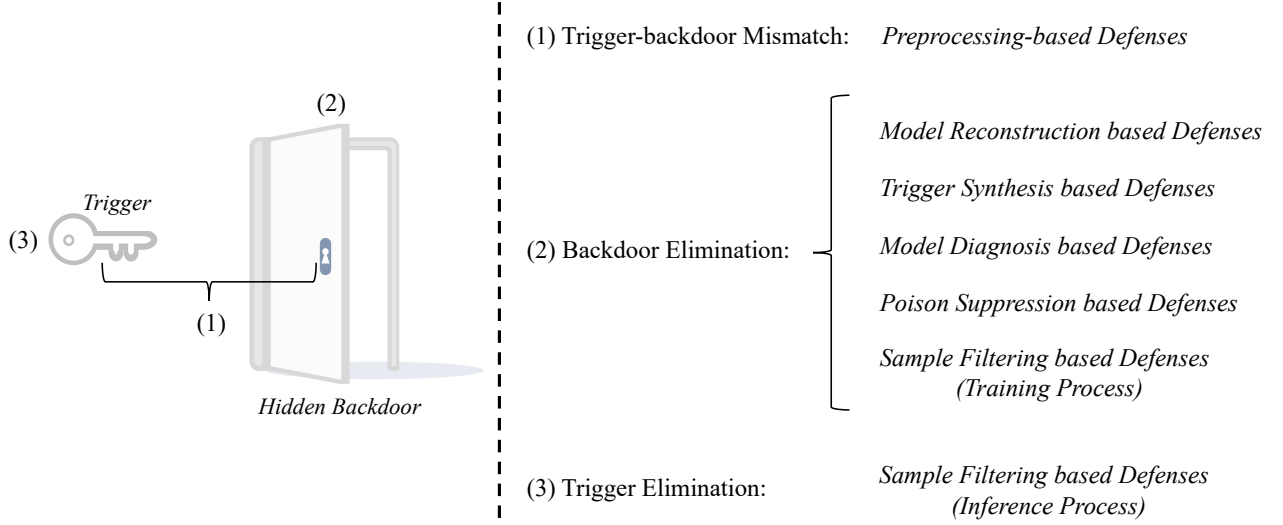 (2)
Trigger
(3)
(1)
Hidden Backdoor
(1) Trigger-backdoor Mismatch: Preprocessing-based Defenses
Model Reconstruction based Defenses
Trigger Synthesis based Defenses
(2) Backdoor Elimination: Model Diagnosis based Defenses
Poison Suppression based Defenses
Sample Filtering based Defenses
(Training Process)
(3) Trigger Elimination: Sample Filtering based Defenses
(Inference Process)